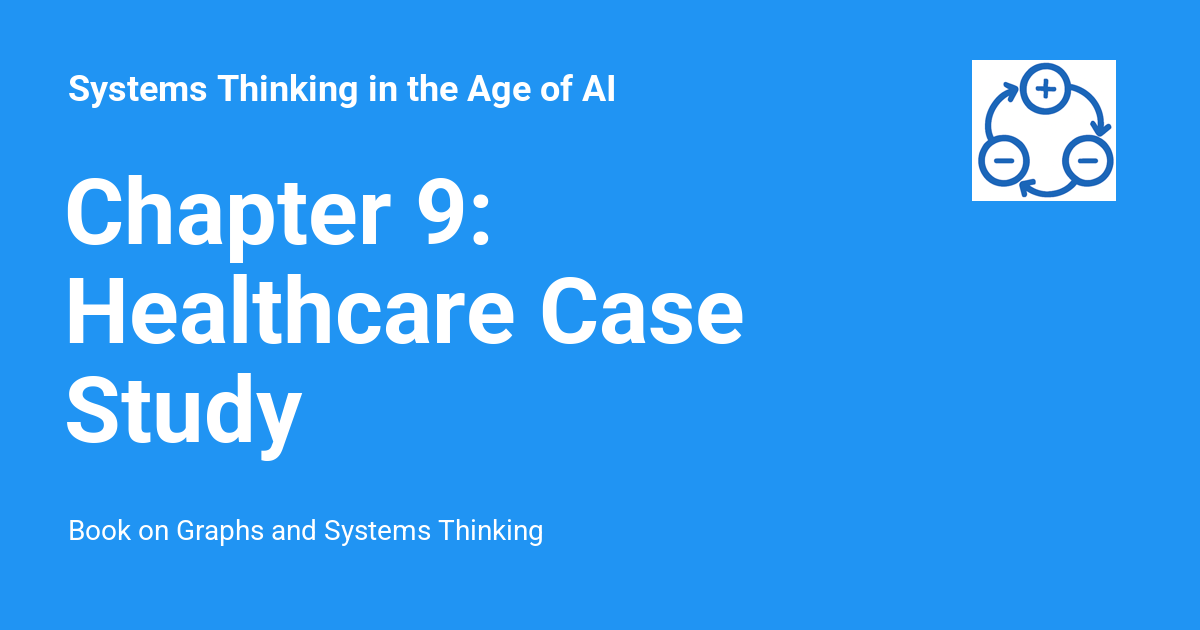 Systems Thinking in the Age of AI
Chapter 9:
Healthcare Case
Study
Book on Graphs and Systems Thinking